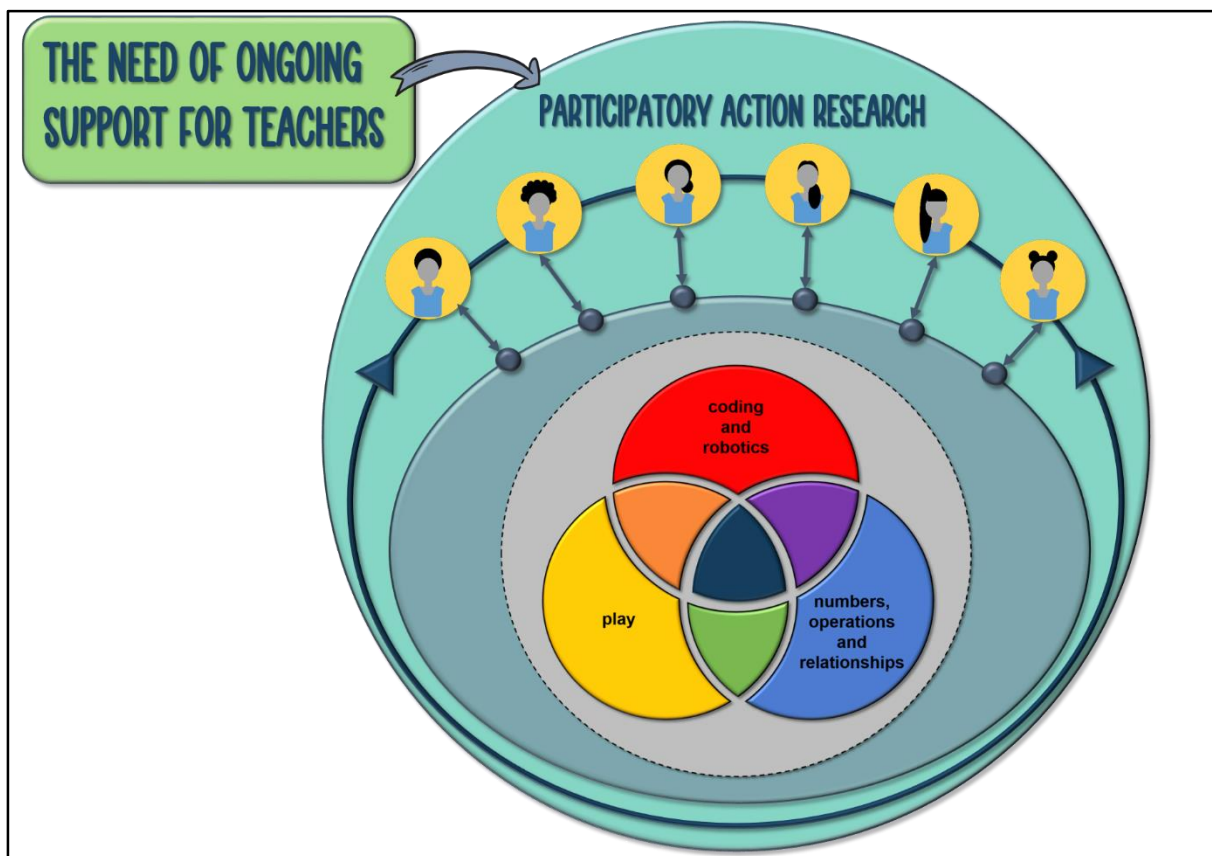 THE NEED OF ONGOING
SUPPORT FOR TEACHERS
PARTICIPATORY ACTION RESEARCH
coding
and
robotics
play
numbers,
operations
and
relationships